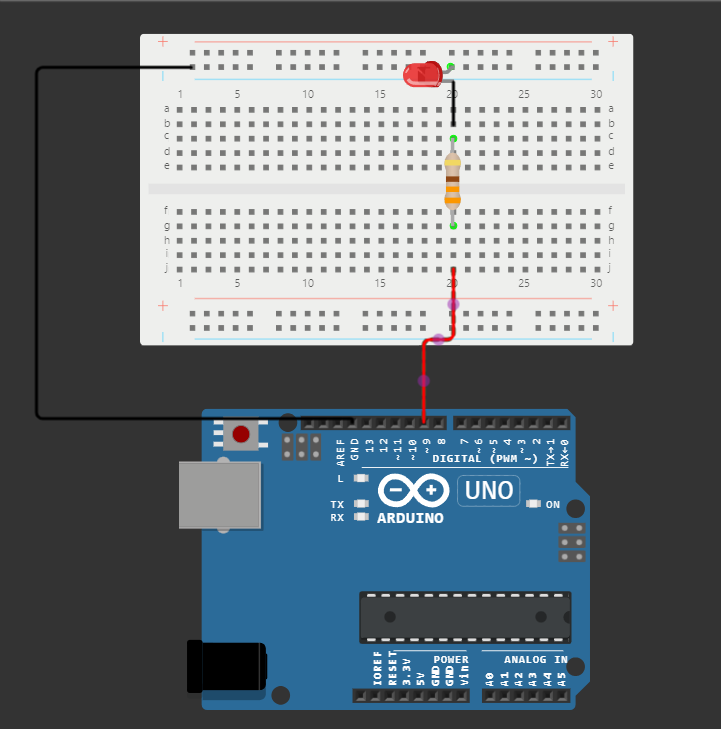 + +
1 5 10 15 20 25 30
a a
b b
c c
d d
e e
f f
g g
h h
i i
j j
1 5 10 15 20 25 30
+ +
AREF GND 13 12 ~11 ~10 ~9 8 7 ~6 ~5 4 ~3 2 TX→1 RX←0
DIGITAL (PWM ~)
L
UNO
TX ON
RX ARDUINO
POWER ANALOG IN
IOREF RESET 3.3V 5V GND GND Vin A0 A1 A2 A3 A4 A5